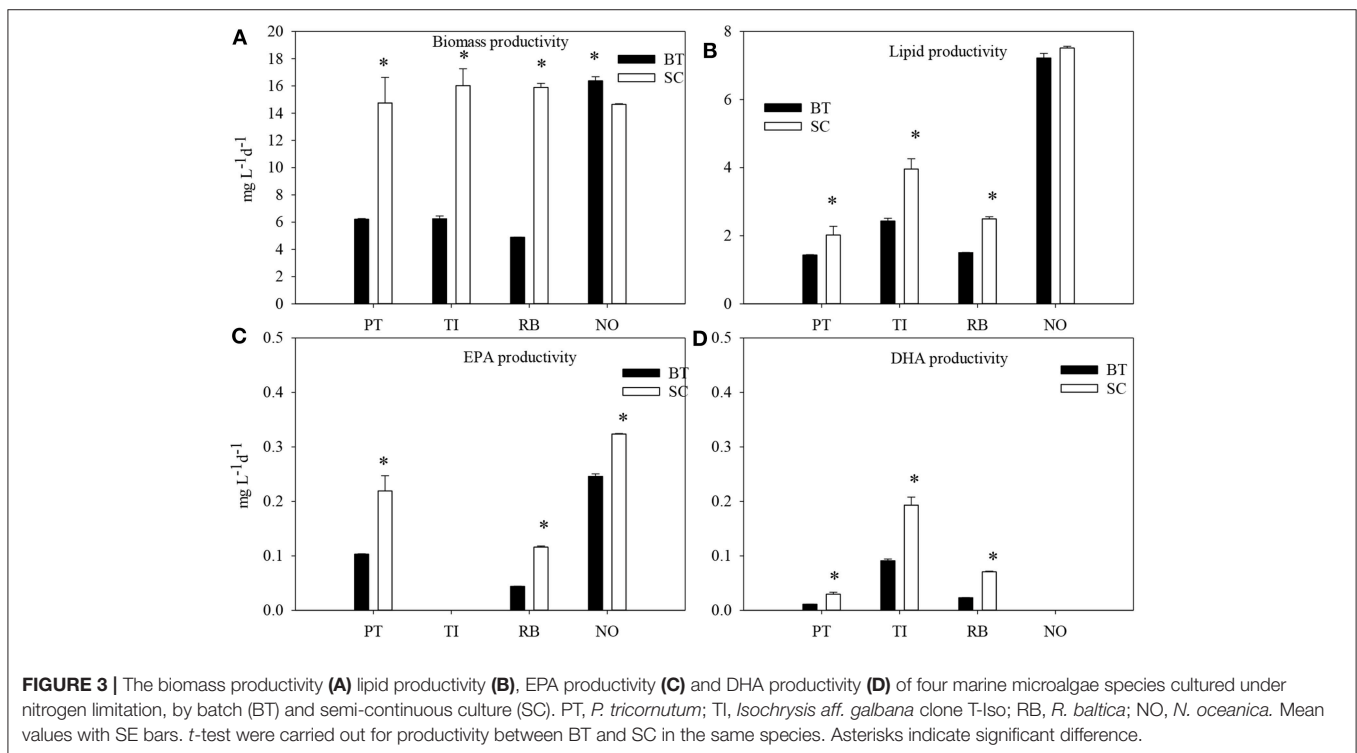 A
Biomass productivity
BT
SC
20
18
16
14
12
10
8
6
4
2
0
mg L-1d-1
* * * *
PT TI RB NO
B
Lipid productivity
BT
SC
8
6
4
2
0
* * *
PT TI RB NO
C
EPA productivity
BT
SC
0.5
0.4
0.3
0.2
0.1
0.0
mg L-1d-1
* * *
PT TI RB NO
D
DHA productivity
BT
SC
0.5
0.4
0.3
0.2
0.1
0.0
* * *
PT TI RB NO
FIGURE 3 | The biomass productivity (A) lipid productivity (B), EPA productivity (C) and DHA productivity (D) of four marine microalgae species cultured under
nitrogen limitation, by batch (BT) and semi-continuous culture (SC). PT, P. tricornutum; TI, Isochrysis aff. galbana clone T-Iso; RB, R. baltica; NO, N. oceanica. Mean
values with SE bars. t-test were carried out for productivity between BT and SC in the same species. Asterisks indicate significant difference.